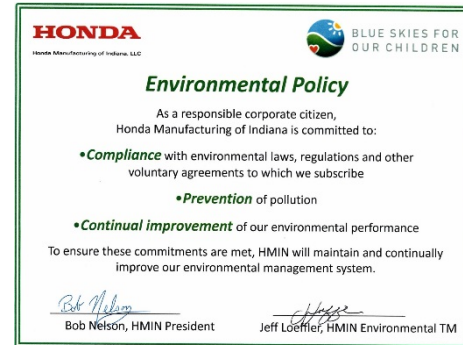 HONDA
Honda Manufacturing of Indiana, LLC
BLUE SKIES FOR
OUR CHILDREN
Environmental Policy
As a responsible corporate citizen,
Honda Manufacturing of Indiana is committed to:
•Compliance with environmental laws, regulations and other
voluntary agreements to which we subscribe
•Prevention of pollution
•Continual improvement of our environmental performance
To ensure these commitments are met, HMIN will maintain and continually
improve our environmental management system.
Bob Nelson
Bob Nelson, HMIN President
Jeff Loeffler, HMIN Environmental TM